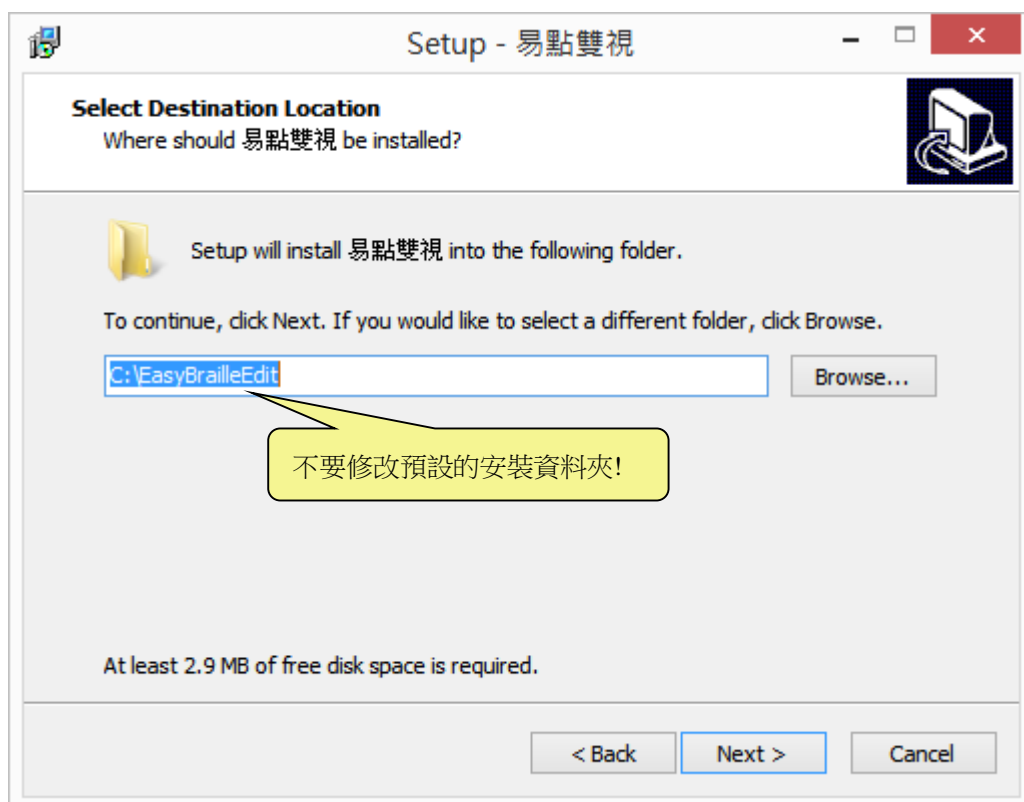 Setup - 易點雙視
Select Destination Location
Where should 易點雙視 be installed?
Setup will install 易點雙視 into the following folder.
To continue, click Next. If you would like to select a different folder, click Browse.
C:\EasyBrailleEdit
Browse...
不要修改預設的安裝資料夾!
At least 2.9 MB of free disk space is required.
< Back
Next >
Cancel